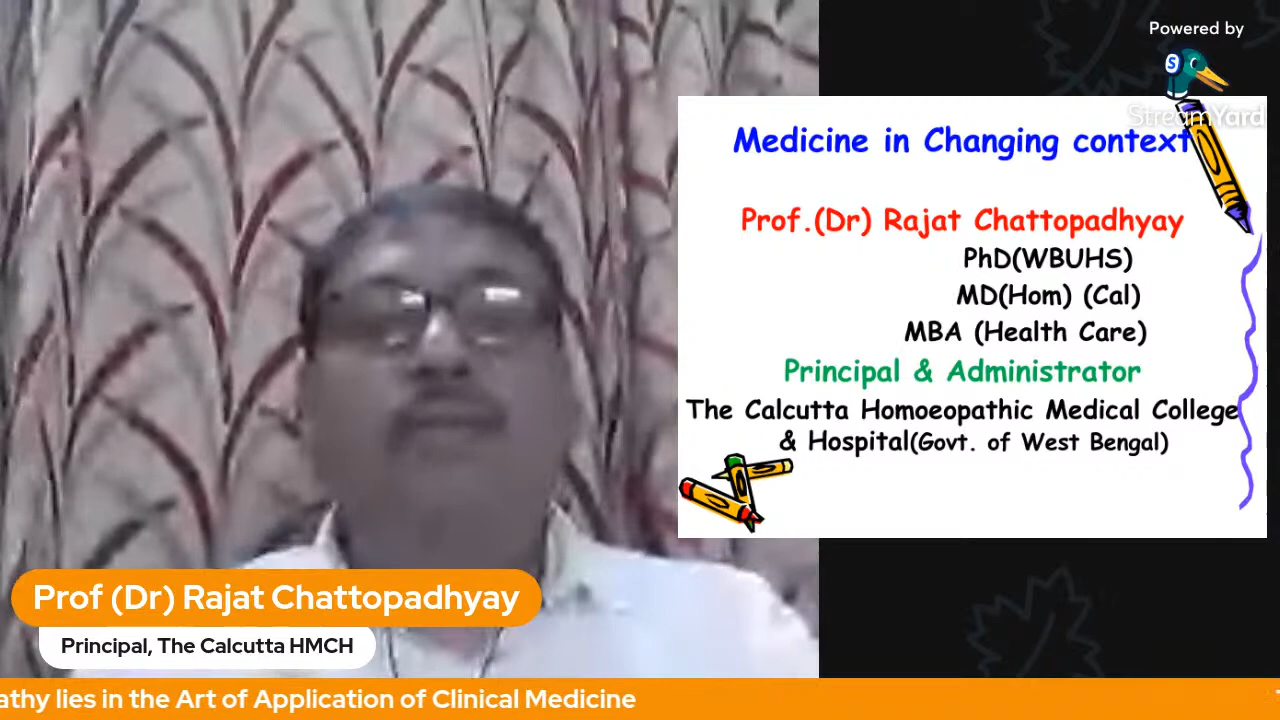 Powered by
StreamYard
Medicine in Changing context
Prof.(Dr) Rajat Chattopadhyay
PhD(WBUHS)
MD(Hom) (Cal)
MBA (Health Care)
Principal & Administrator
The Calcutta Homoeopathic Medical College
& Hospital(Govt. of West Bengal)
Prof (Dr) Rajat Chattopadhyay
Principal, The Calcutta HMCH
athy lies in the Art of Application of Clinical Medicine